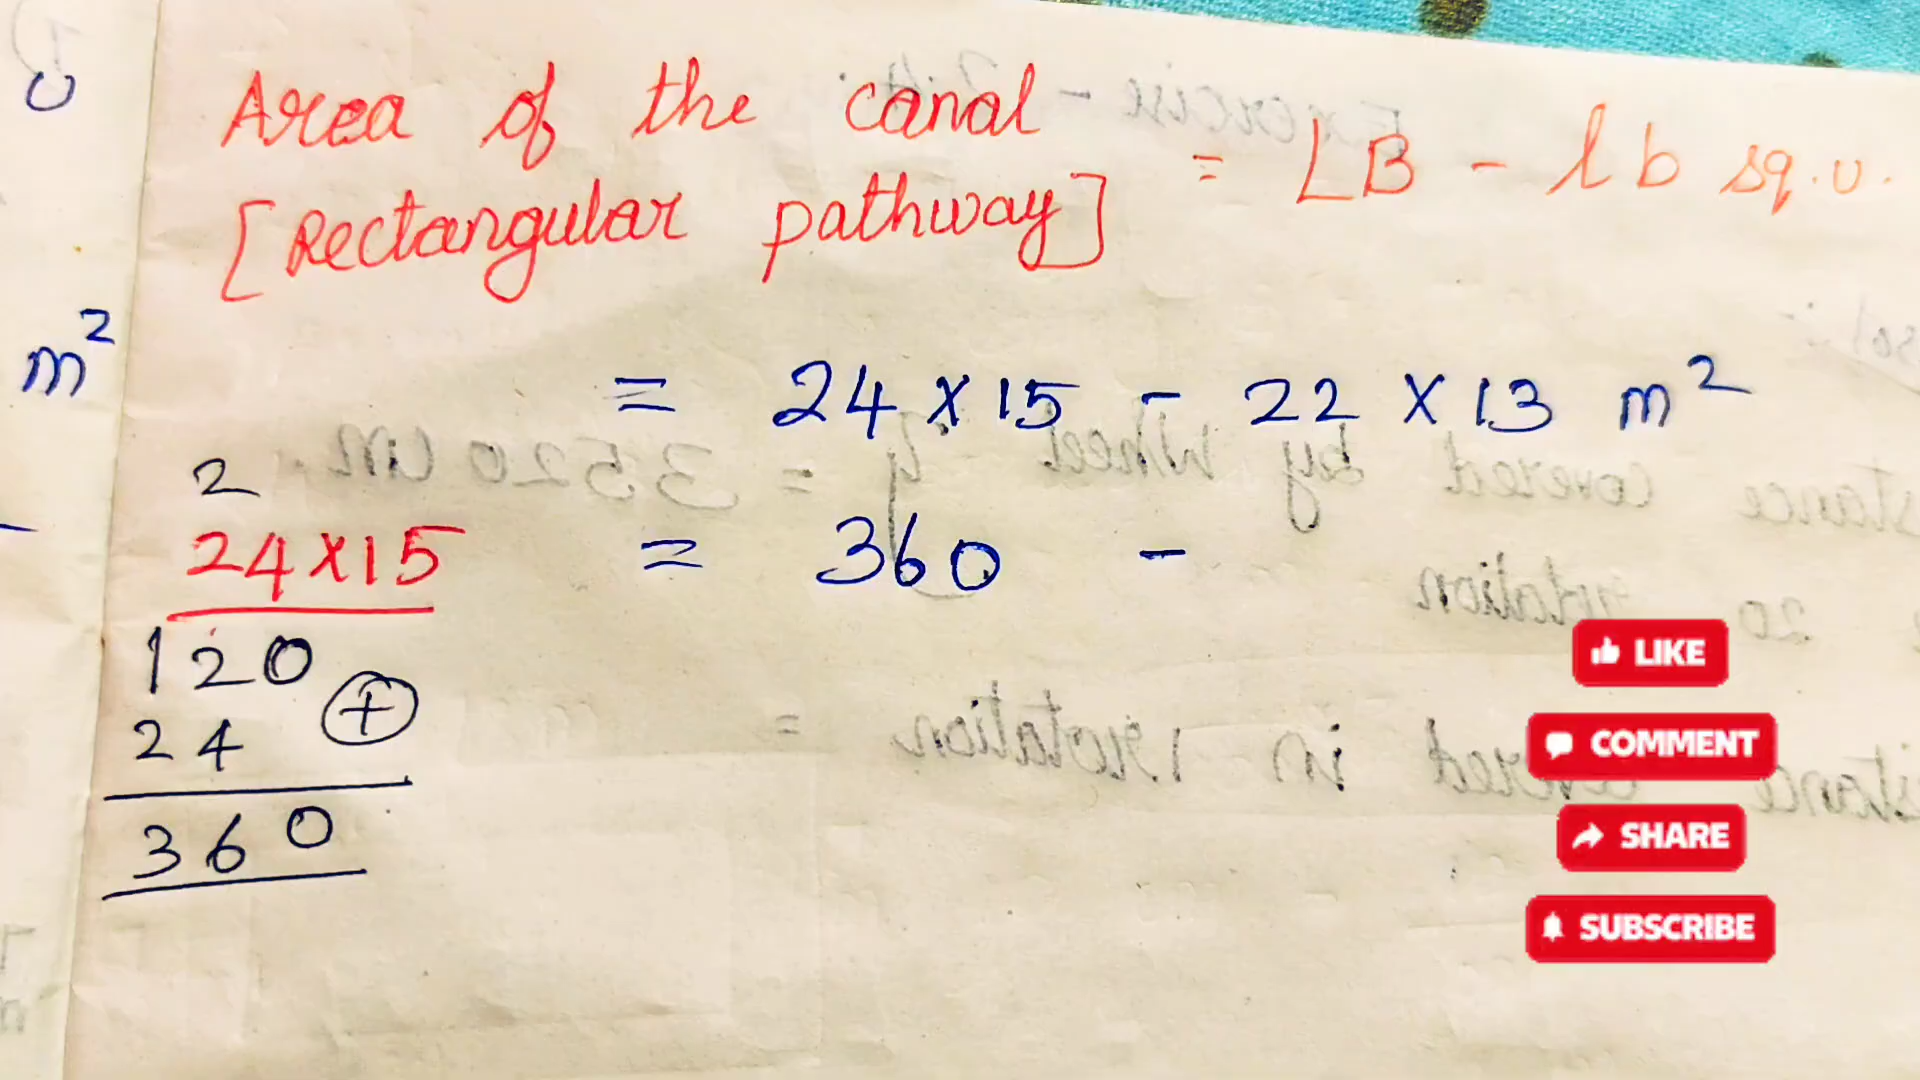 Area of the canal
[Rectangular pathway] = LB - lb sq.u.
= 24 x 15 - 22 x 13 m²
= 360 -
2
24x15
120
24 +
360
m²
LIKE
COMMENT
SHARE
SUBSCRIBE